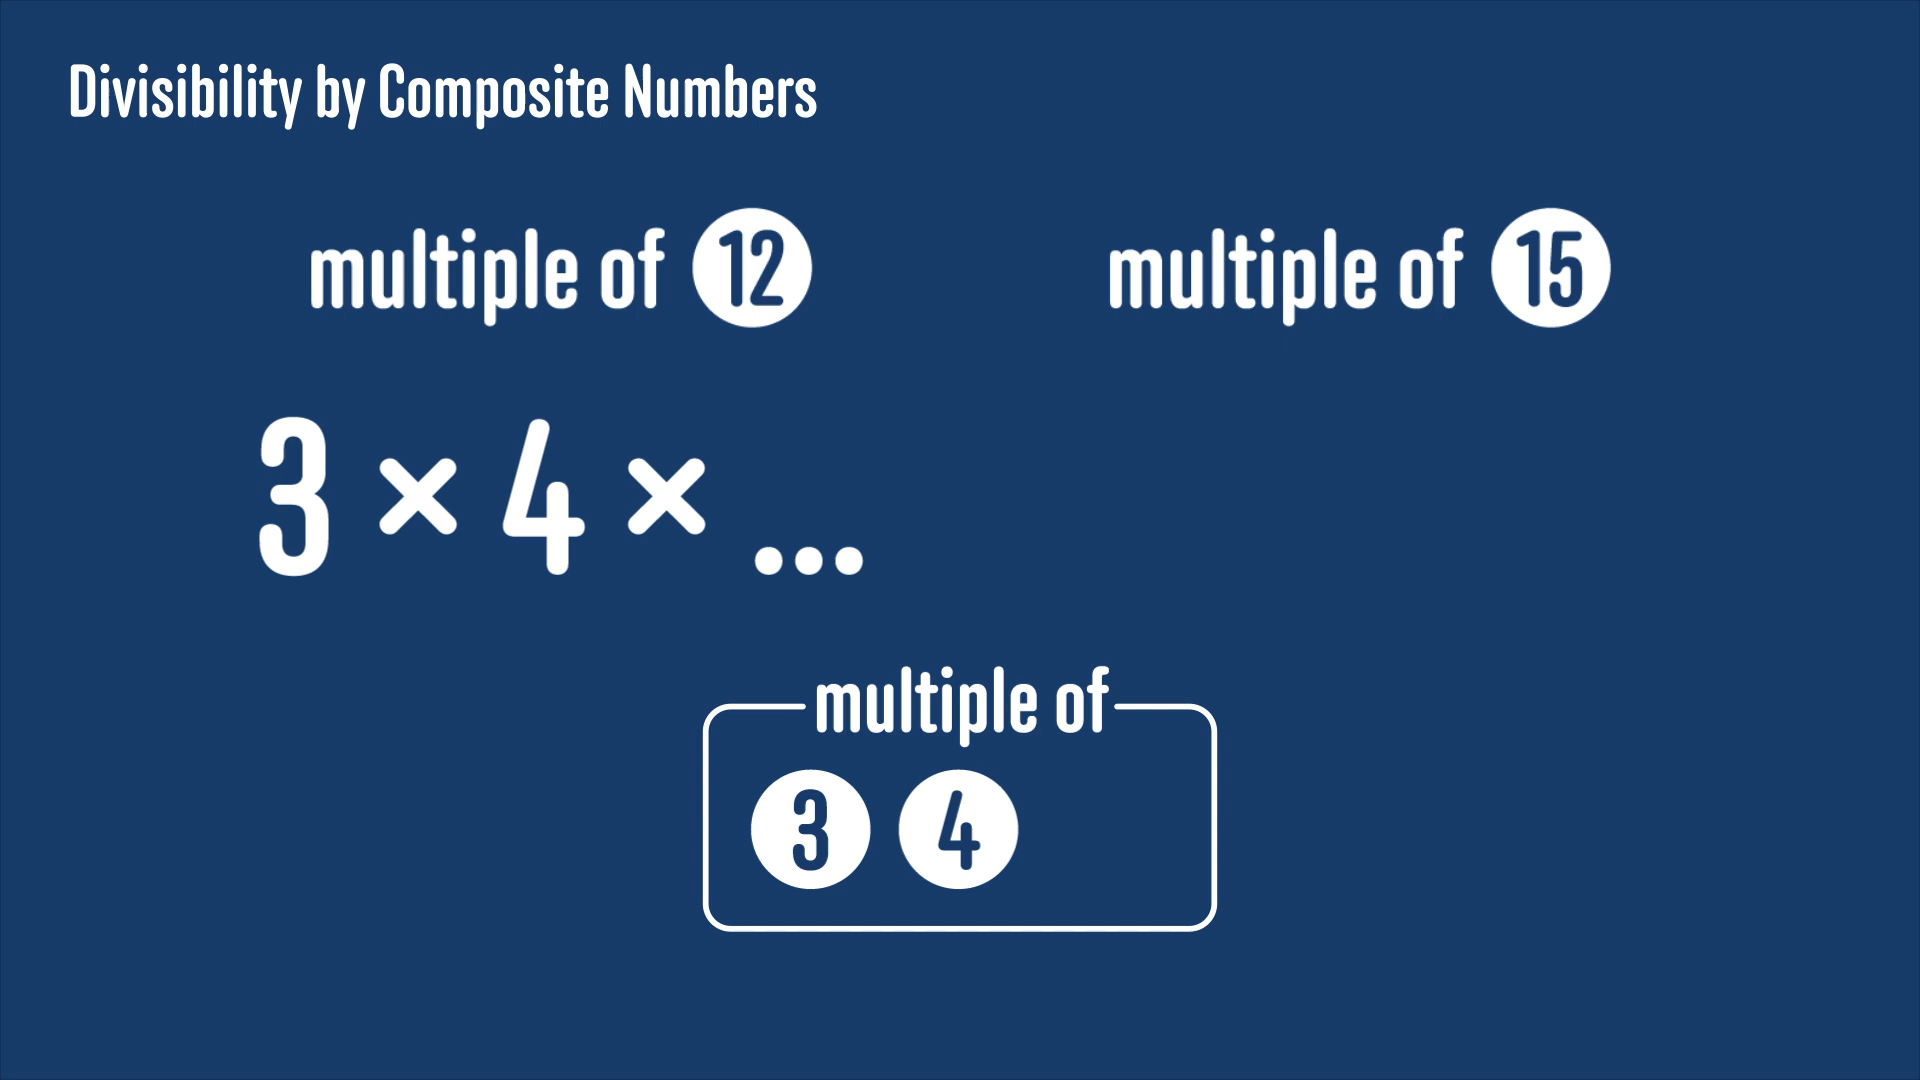 Divisibility by Composite Numbers
multiple of 12
multiple of 15
3 × 4 × ...
multiple of
3 4